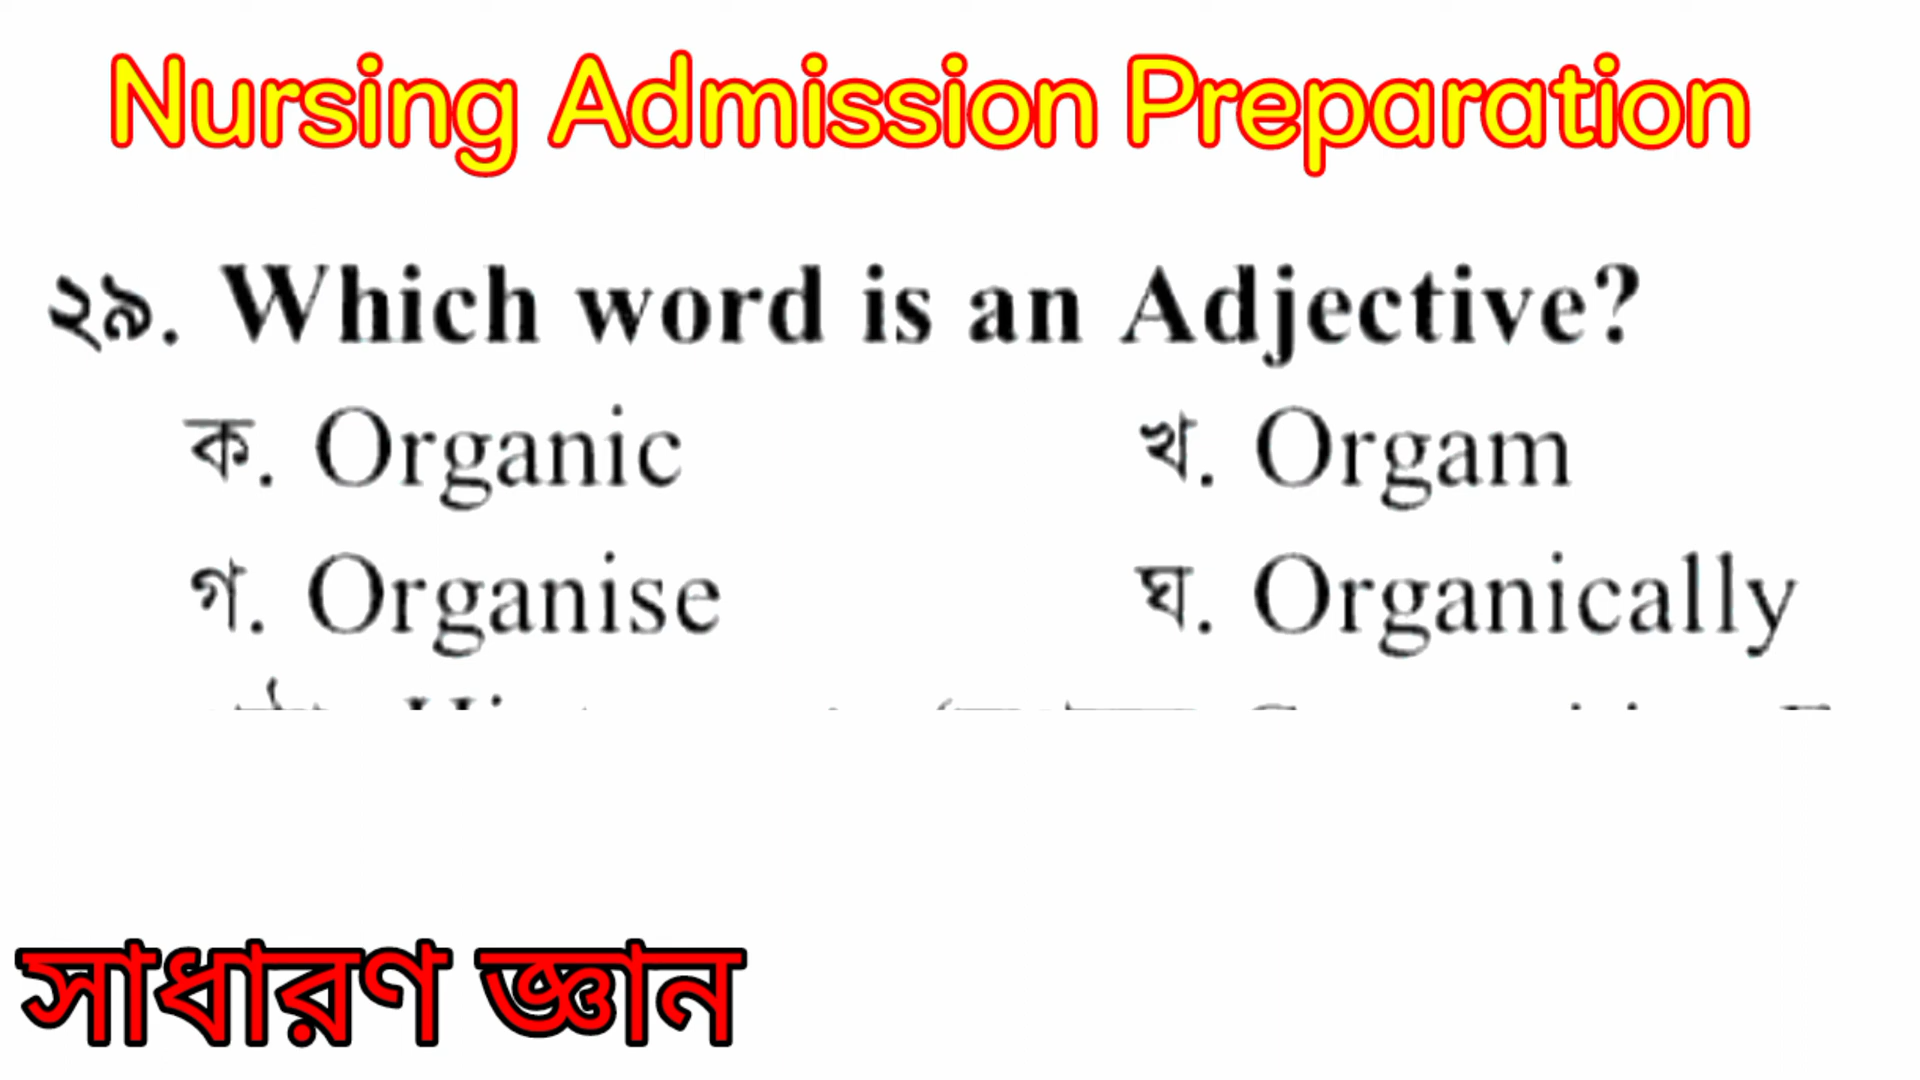 Nursing Admission Preparation
২৯. Which word is an Adjective?
ক. Organic খ. Orgam
গ. Organise ঘ. Organically
সাধারণ জ্ঞান